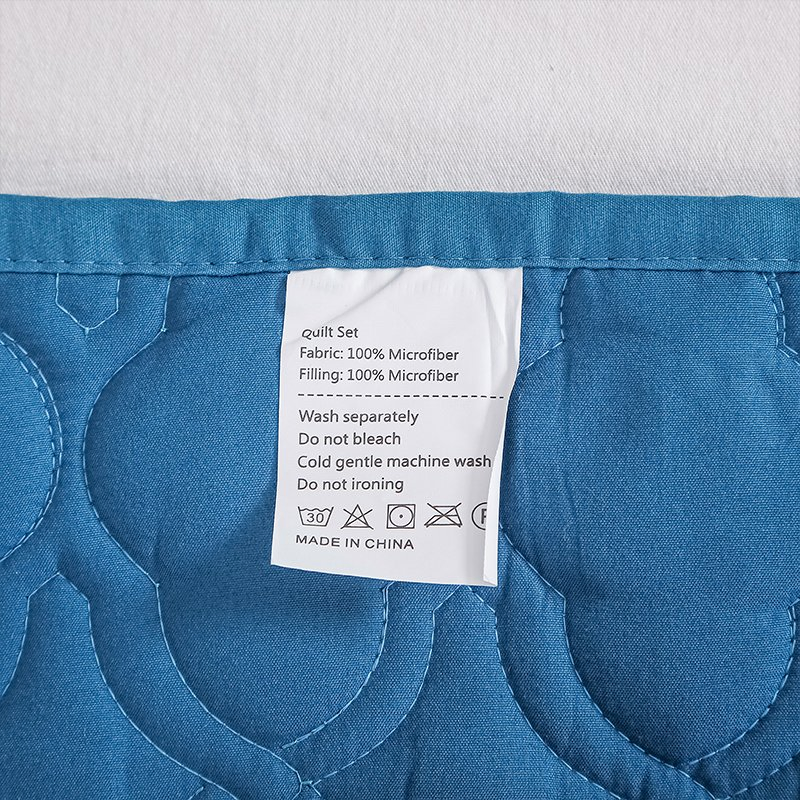 Quilt Set
Fabric: 100% Microfiber
Filling: 100% Microfiber
Wash separately
Do not bleach
Cold gentle machine wash
Do not ironing
30 P
MADE IN CHINA